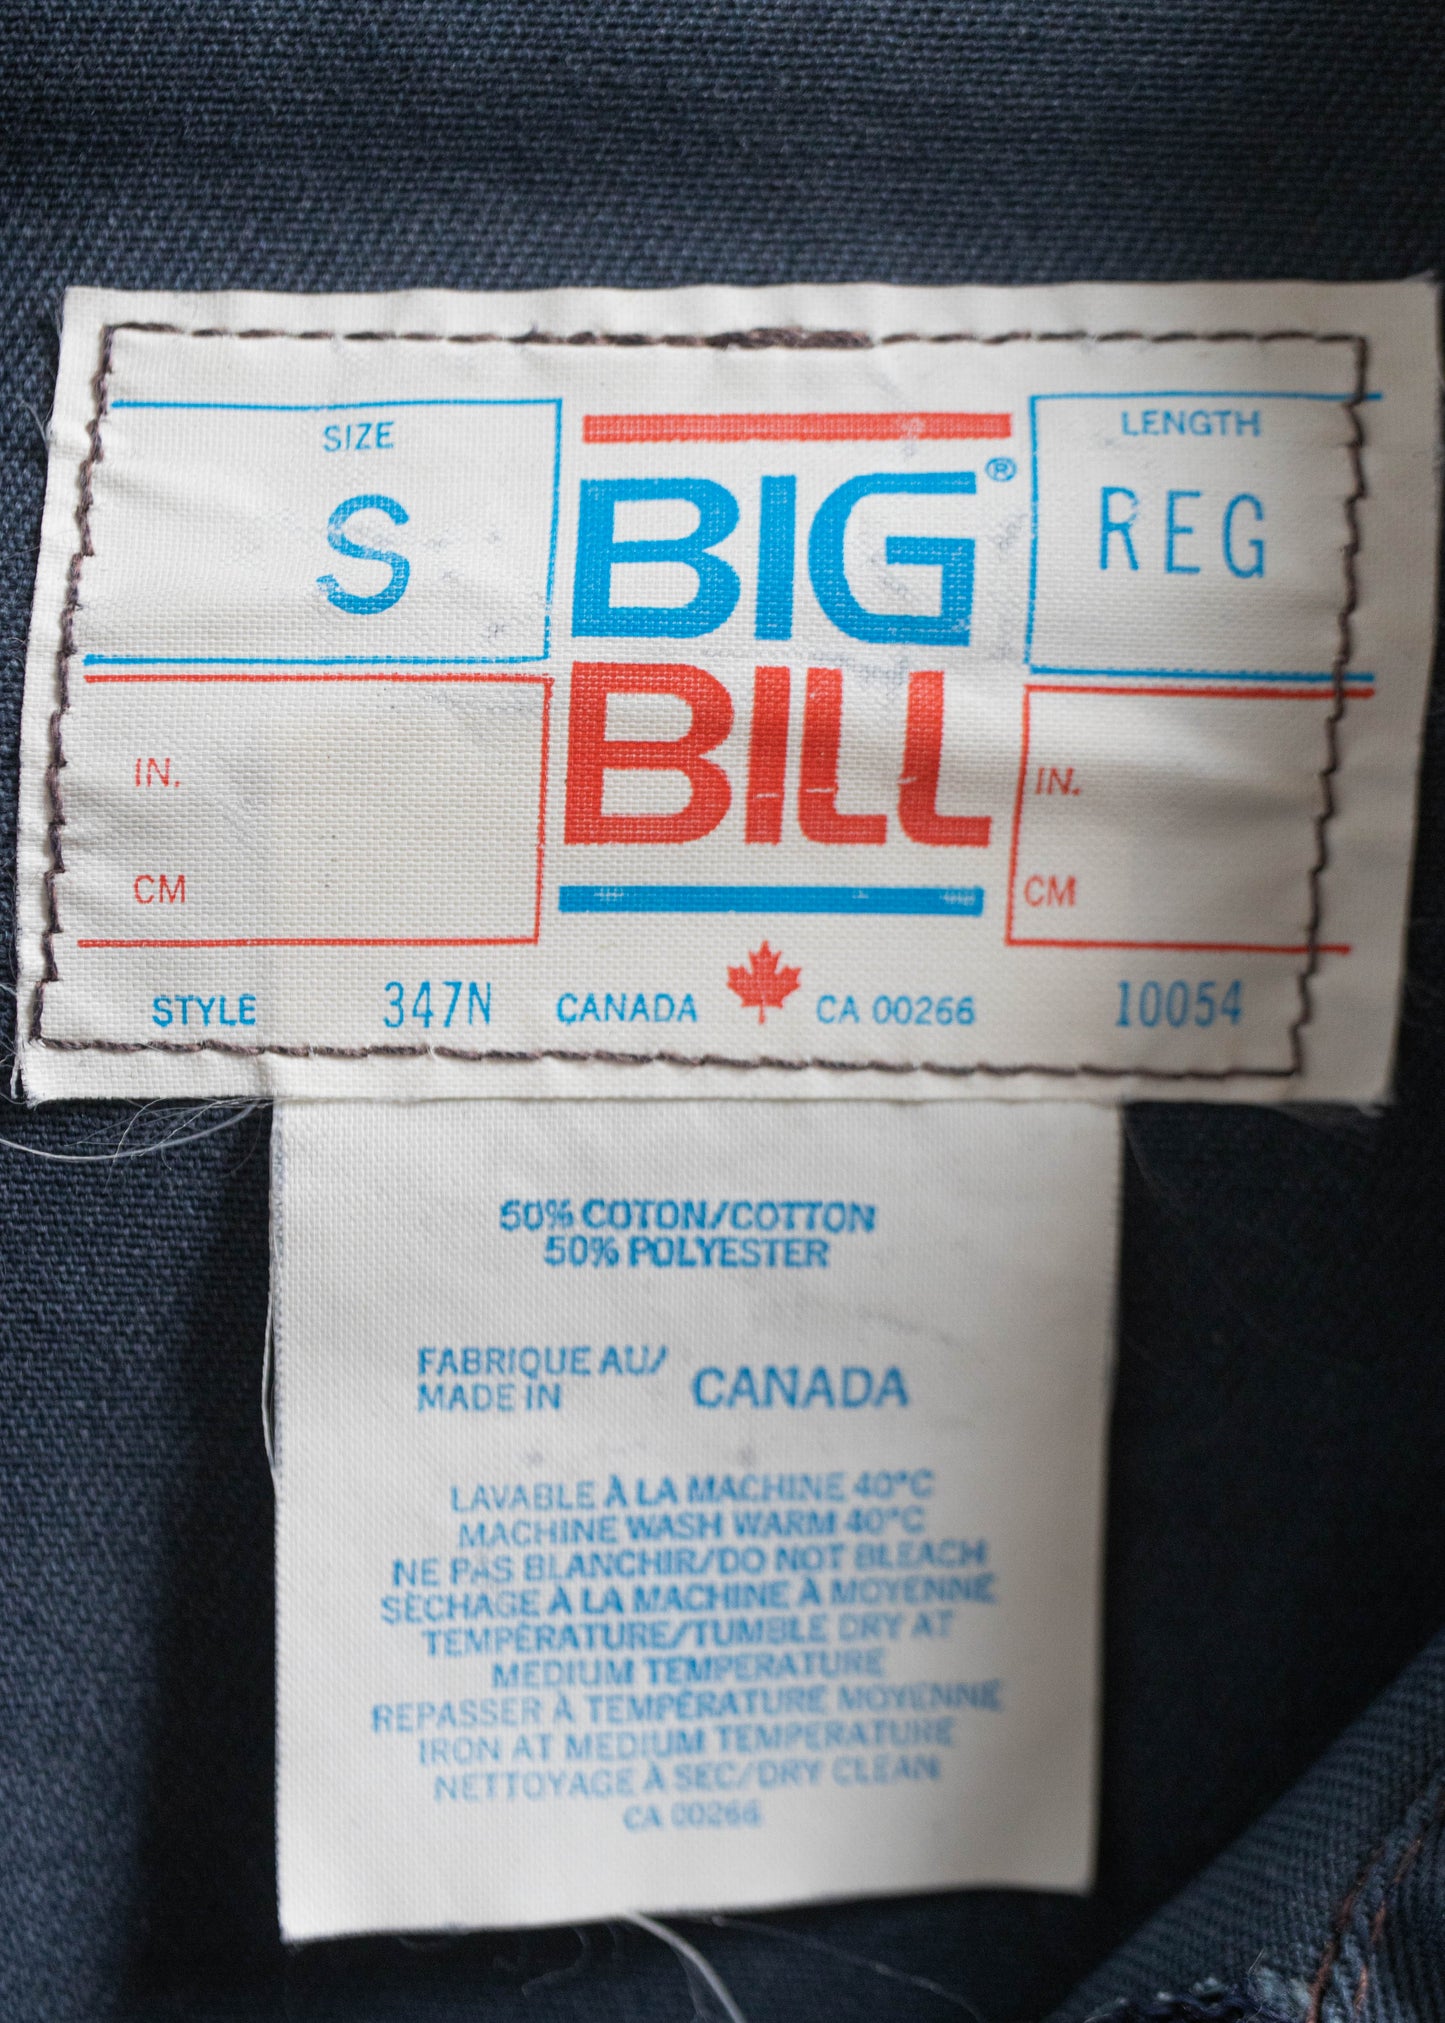 SIZE
S
BIG®
BILL
LENGTH
REG
IN.
CM
IN.
CM
STYLE 347N CANADA CA 00266 10054
50% COTON/COTTON
50% POLYESTER
FABRIQUE AU/
MADE IN CANADA
LAVABLE À LA MACHINE 40°C
MACHINE WASH WARM 40°C
NE PAS BLANCHIR/DO NOT BLEACH
SÉCHAGE À LA MACHINE À MOYENNE
TEMPÉRATURE/TUMBLE DRY AT
MEDIUM TEMPERATURE
REPASSER À TEMPÉRATURE MOYENNE
IRON AT MEDIUM TEMPERATURE
NETTOYAGE À SEC/DRY CLEAN
CA 00266